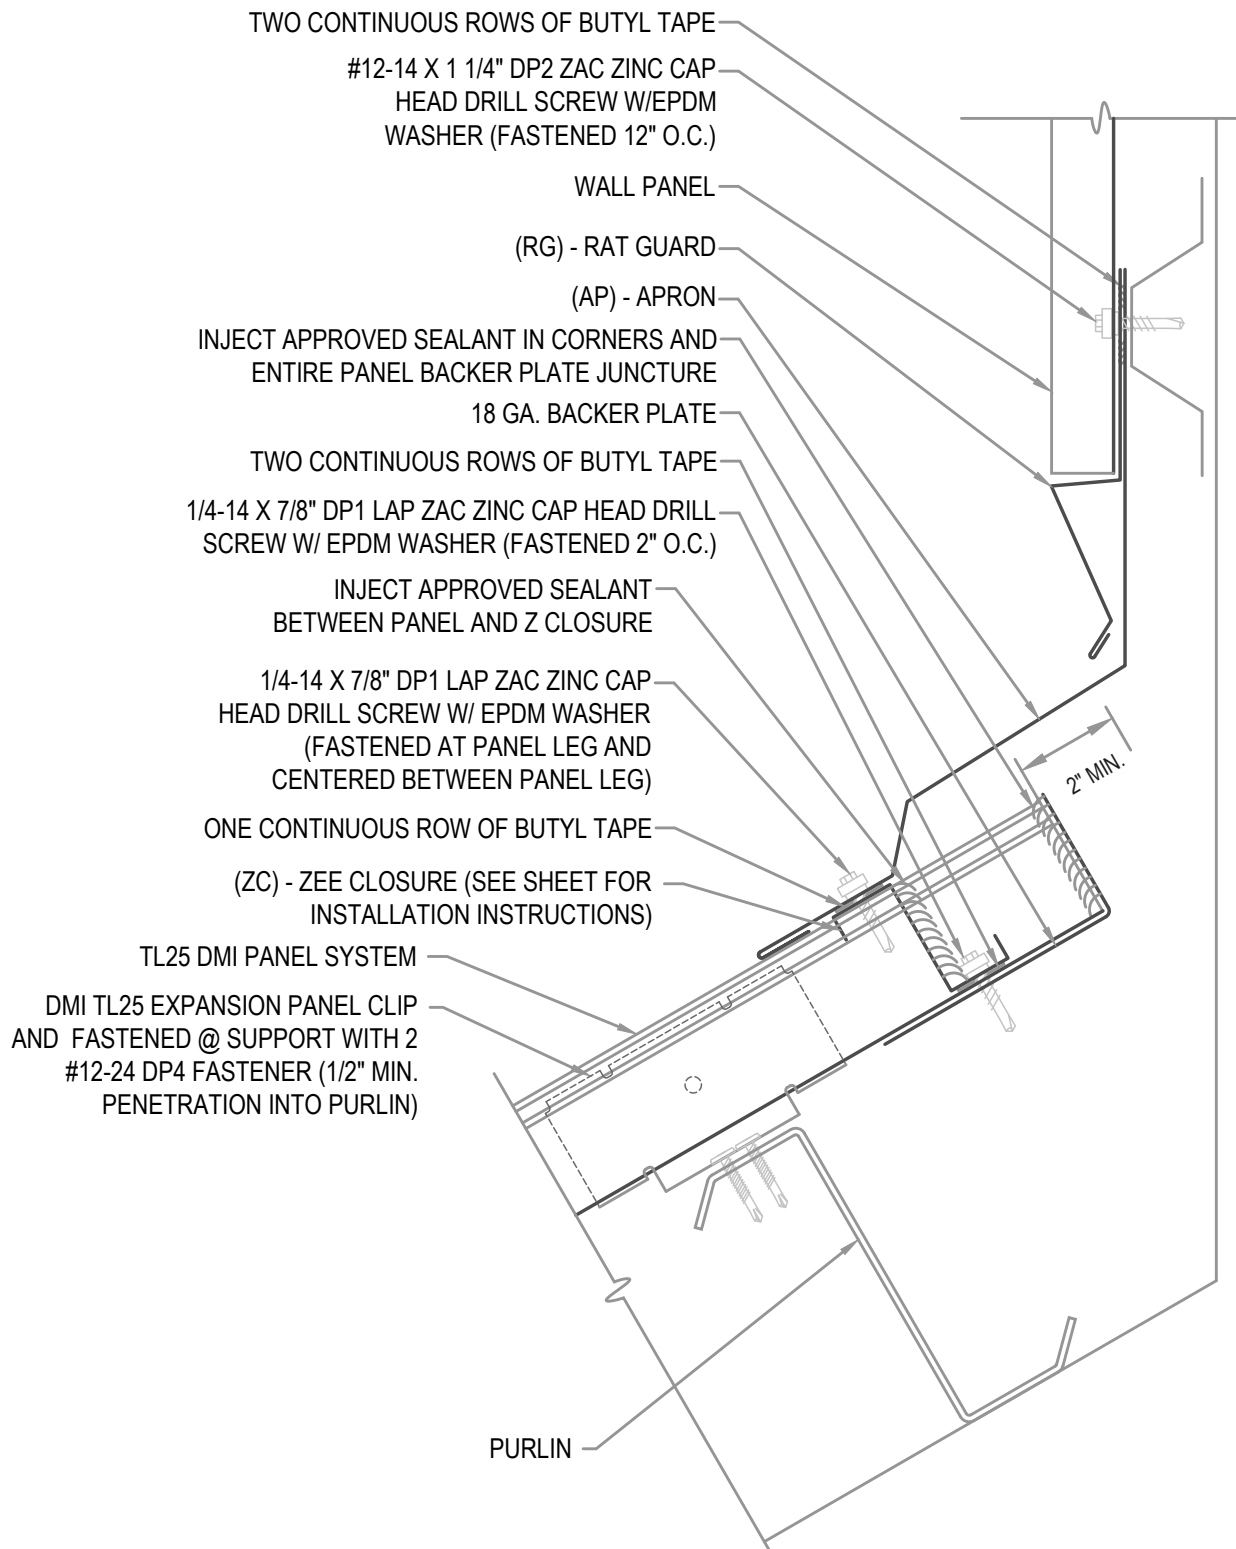 TWO CONTINUOUS ROWS OF BUTYL TAPE
#12-14 X 1 1/4" DP2 ZAC ZINC CAP
HEAD DRILL SCREW W/EPDM
WASHER (FASTENED 12" O.C.)
WALL PANEL
(RG) - RAT GUARD
(AP) - APRON
INJECT APPROVED SEALANT IN CORNERS AND
ENTIRE PANEL BACKER PLATE JUNCTURE
18 GA. BACKER PLATE
TWO CONTINUOUS ROWS OF BUTYL TAPE
1/4-14 X 7/8" DP1 LAP ZAC ZINC CAP HEAD DRILL
SCREW W/ EPDM WASHER (FASTENED 2" O.C.)
INJECT APPROVED SEALANT
BETWEEN PANEL AND Z CLOSURE
1/4-14 X 7/8" DP1 LAP ZAC ZINC CAP
HEAD DRILL SCREW W/ EPDM WASHER
(FASTENED AT PANEL LEG AND
CENTERED BETWEEN PANEL LEG)
2" MIN.
ONE CONTINUOUS ROW OF BUTYL TAPE
(ZC) - ZEE CLOSURE (SEE SHEET FOR
INSTALLATION INSTRUCTIONS)
TL25 DMI PANEL SYSTEM
DMI TL25 EXPANSION PANEL CLIP
AND FASTENED @ SUPPORT WITH 2
#12-24 DP4 FASTENER (1/2" MIN.
PENETRATION INTO PURLIN)
PURLIN